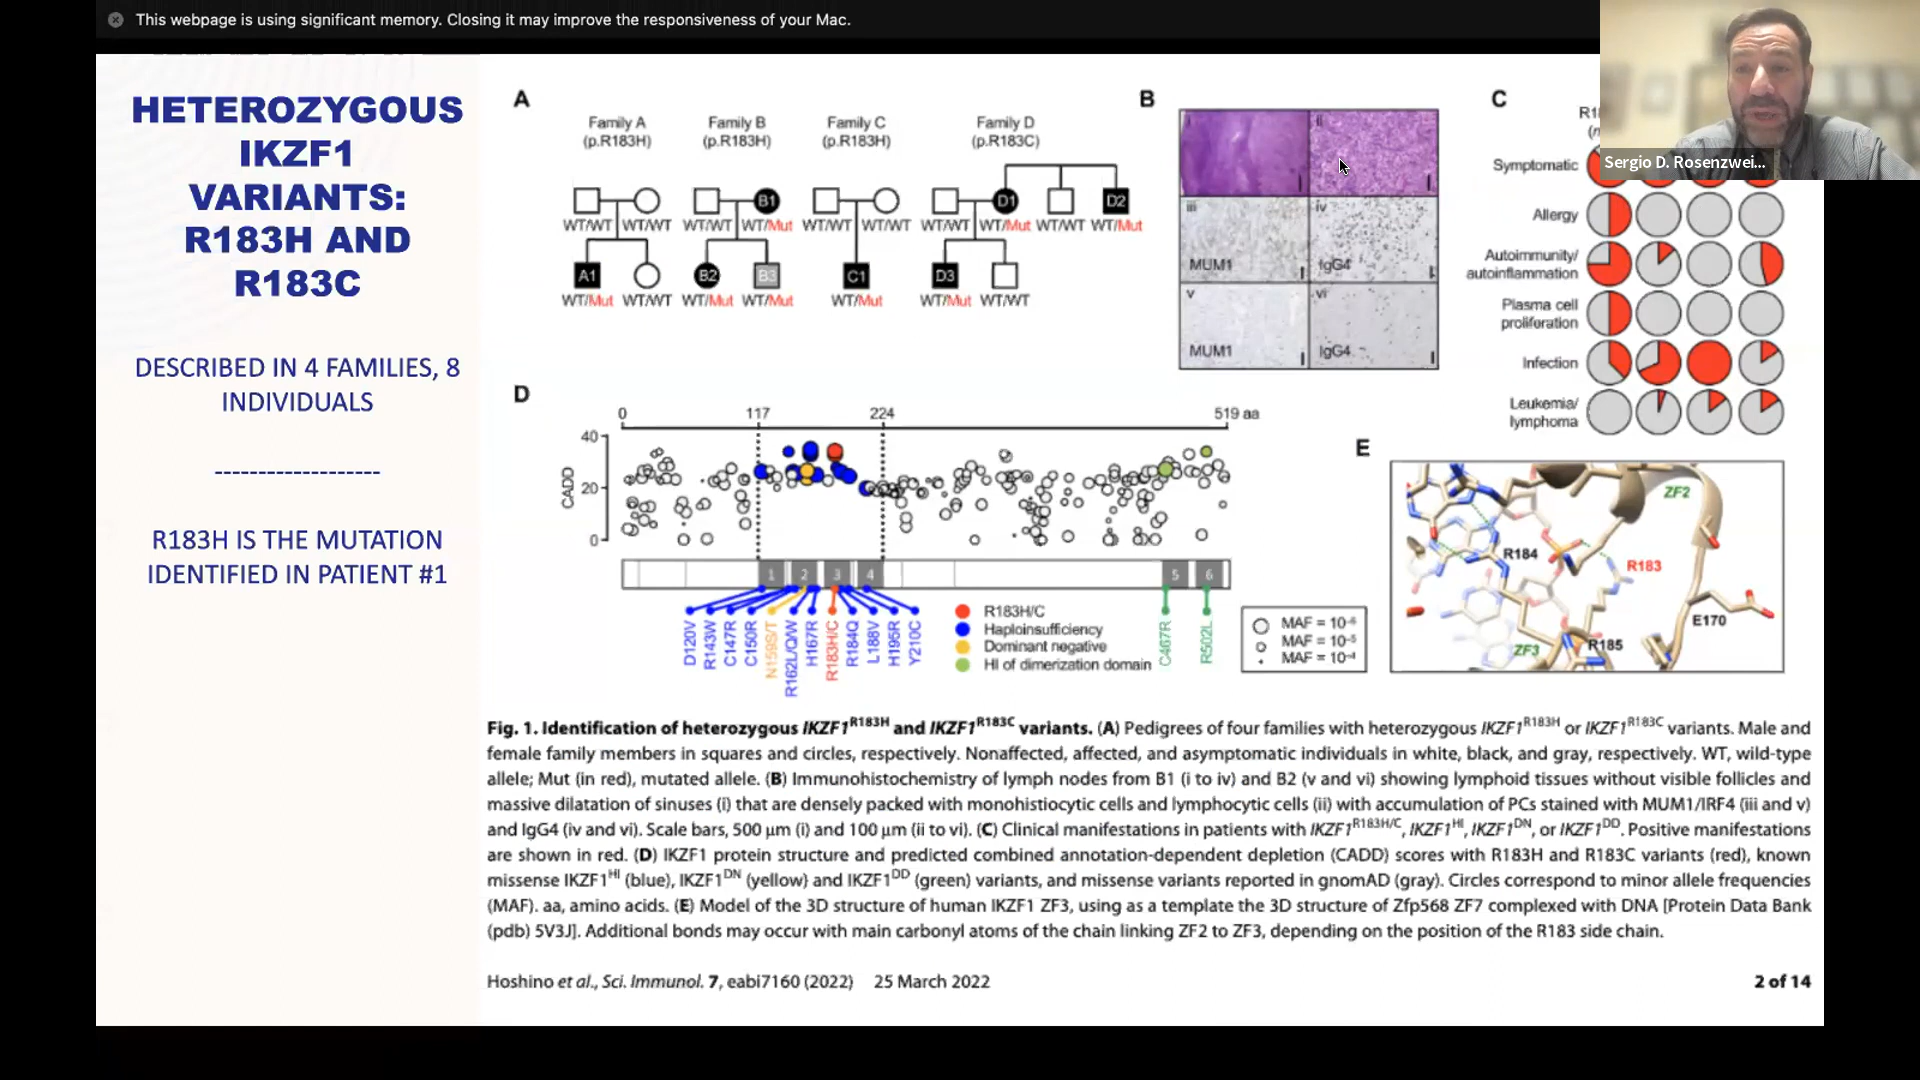 This webpage is using significant memory. Closing it may improve the responsiveness of your Mac.
Sergio D. Rosenzwei...
HETEROZYGOUS
IKZF1
VARIANTS:
R183H AND
R183C
DESCRIBED IN 4 FAMILIES, 8
INDIVIDUALS
-------------------
R183H IS THE MUTATION
IDENTIFIED IN PATIENT #1
A
Family A
(p.R183H)
Family B
(p.R183H)
Family C
(p.R183H)
Family D
(p.R183C)
B1
D1
D2
WT/WT WT/WT WT/WT WT/Mut WT/WT WT/WT WT/WT WT/Mut WT/WT WT/Mut
A1
B2
B3
C1
D3
WT/Mut WT/WT WT/Mut WT/Mut WT/Mut WT/Mut WT/WT
B
i
ii
iii
iv
MUM1
IgG4
v
vi
MUM1
IgG4
C
Symptomatic
Allergy
Autoimmunity/
autoinflammation
Plasma cell
proliferation
Infection
Leukemia/
lymphoma
D
0 117 224 519 aa
CADD
40
20
0
1 2 3 4 5 6
D120V
R143W
C147R
C150R
N159S/T
R162L/Q/W
H167R
R183H/C
R184Q
L188V
H195R
Y210C
C467R
R502L
R183H/C
Haploinsufficiency
Dominant negative
HI of dimerization domain
MAF = 10⁻⁶
MAF = 10⁻⁵
MAF = 10⁻⁴
E
ZF2
R184
R183
E170
ZF3
R185
Fig. 1. Identification of heterozygous IKZF1R183H and IKZF1R183C variants. (A) Pedigrees of four families with heterozygous IKZF1R183H or IKZF1R183C variants. Male and
female family members in squares and circles, respectively. Nonaffected, affected, and asymptomatic individuals in white, black, and gray, respectively. WT, wild-type
allele; Mut (in red), mutated allele. (B) Immunohistochemistry of lymph nodes from B1 (i to iv) and B2 (v and vi) showing lymphoid tissues without visible follicles and
massive dilatation of sinuses (i) that are densely packed with monohistiocytic cells and lymphocytic cells (ii) with accumulation of PCs stained with MUM1/IRF4 (iii and v)
and IgG4 (iv and vi). Scale bars, 500 μm (i) and 100 μm (ii to vi). (C) Clinical manifestations in patients with IKZF1R183H/C, IKZF1HI, IKZF1DN, or IKZF1DD. Positive manifestations
are shown in red. (D) IKZF1 protein structure and predicted combined annotation-dependent depletion (CADD) scores with R183H and R183C variants (red), known
missense IKZF1HI (blue), IKZF1DN (yellow) and IKZF1DD (green) variants, and missense variants reported in gnomAD (gray). Circles correspond to minor allele frequencies
(MAF). aa, amino acids. (E) Model of the 3D structure of human IKZF1 ZF3, using as a template the 3D structure of Zfp568 ZF7 complexed with DNA [Protein Data Bank
(pdb) 5V3J]. Additional bonds may occur with main carbonyl atoms of the chain linking ZF2 to ZF3, depending on the position of the R183 side chain.
Hoshino et al., Sci. Immunol. 7, eabi7160 (2022) 25 March 2022
2 of 14